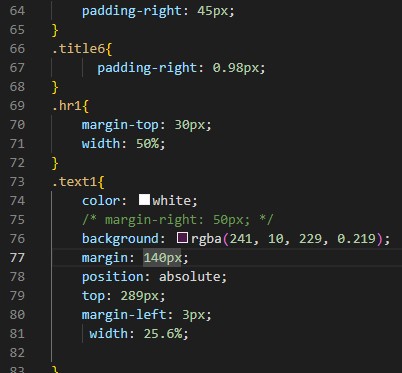 64 padding-right: 45px;
65 }
66 .title6{
67 padding-right: 0.98px;
68 }
69 .hr1{
70 margin-top: 30px;
71 width: 50%;
72 }
73 .text1{
74 color: white;
75 /* margin-right: 50px; */
76 background: rgba(241, 10, 229, 0.219);
77 margin: 140px;
78 position: absolute;
79 top: 289px;
80 margin-left: 3px;
81 width: 25.6%;
82
83 }